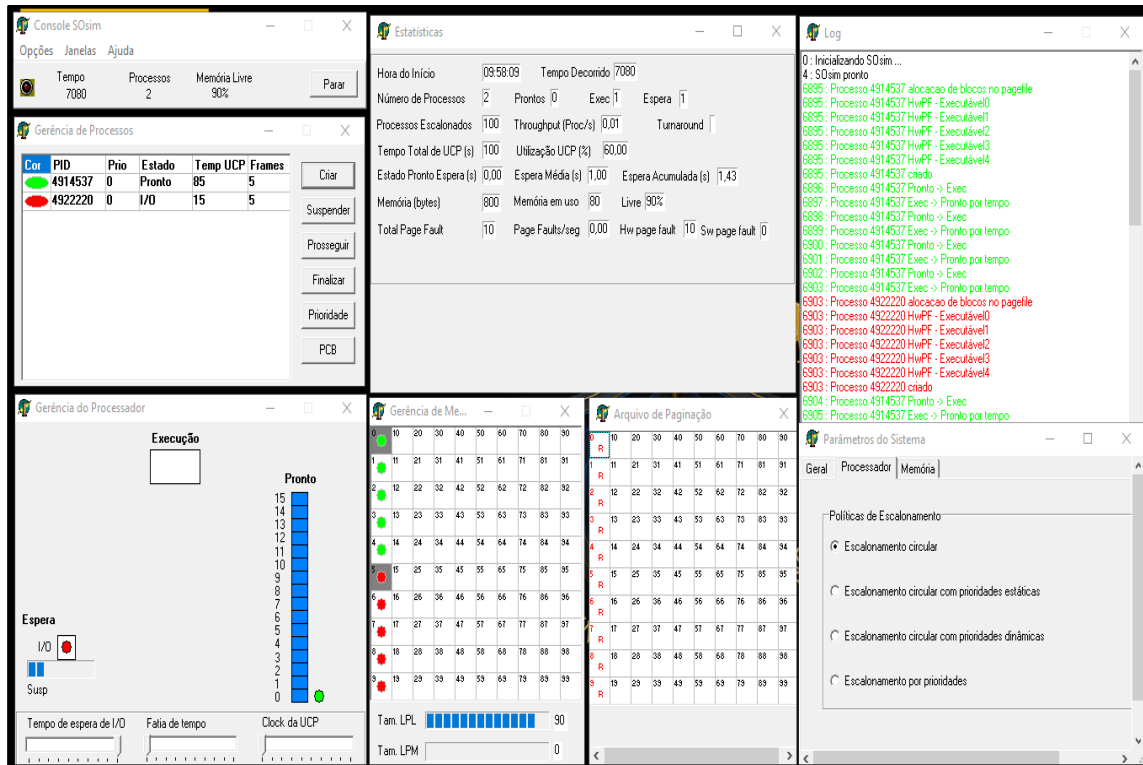 Console SOsim
Opções Janelas Ajuda
Tempo Processos Memória Livre
7080 2 90%
Parar
Gerência de Processos
Cor PID Prio Estado Temp UCP Frames
4914537 0 Pronto 85 5
4922220 0 I/O 15 5
Criar
Suspender
Prosseguir
Finalizar
Prioridade
PCB
Estatísticas
Hora do Início 09:58:09 Tempo Decorrido 7080
Número de Processos 2 Prontos 0 Exec 1 Espera 1
Processos Escalonados 100 Throughput (Proc/s) 0,01 Turnaround
Tempo Total de UCP (s) 100 Utilização UCP (%) 60,00
Estado Pronto Espera (s) 0,00 Espera Média (s) 1,00 Espera Acumulada (s) 1,43
Memória (bytes) 800 Memória em uso 80 Livre 90%
Total Page Fault 10 Page Faults/seg 0,00 Hw page fault 10 Sw page fault 0
Log
0 : Inicializando SOsim ...
4 : SOsim pronto
6895 : Processo 4914537 alocacao de blocos no pagefile
6895 : Processo 4914537 HwPF - Executável0
6895 : Processo 4914537 HwPF - Executável1
6895 : Processo 4914537 HwPF - Executável2
6895 : Processo 4914537 HwPF - Executável3
6895 : Processo 4914537 HwPF - Executável4
6895 : Processo 4914537 criado
6896 : Processo 4914537 Pronto -> Exec
6897 : Processo 4914537 Exec -> Pronto por tempo
6898 : Processo 4914537 Pronto -> Exec
6899 : Processo 4914537 Exec -> Pronto por tempo
6900 : Processo 4914537 Pronto -> Exec
6901 : Processo 4914537 Exec -> Pronto por tempo
6902 : Processo 4914537 Pronto -> Exec
6903 : Processo 4914537 Exec -> Pronto por tempo
6903 : Processo 4922220 alocacao de blocos no pagefile
6903 : Processo 4922220 HwPF - Executável0
6903 : Processo 4922220 HwPF - Executável1
6903 : Processo 4922220 HwPF - Executável2
6903 : Processo 4922220 HwPF - Executável3
6903 : Processo 4922220 HwPF - Executável4
6903 : Processo 4922220 criado
6904 : Processo 4914537 Pronto -> Exec
6905 : Processo 4914537 Exec -> Pronto por tempo
Gerência do Processador
Execução
Pronto
15
14
13
12
11
10
9
8
7
6
5
4
3
2
1
0
Espera
I/O
Susp
Tempo de espera de I/O Fatia de tempo Clock da UCP
Gerência de Me...
0 10 20 30 40 50 60 70 80 90
1 11 21 31 41 51 61 71 81 91
2 12 22 32 42 52 62 72 82 92
3 13 23 33 43 53 63 73 83 93
4 14 24 34 44 54 64 74 84 94
5 15 25 35 45 55 65 75 85 95
6 16 26 36 46 56 66 76 86 96
7 17 27 37 47 57 67 77 87 97
8 18 28 38 48 58 68 78 88 98
9 19 29 39 49 59 69 79 89 99
Tam. LPL 90
Tam. LPM 0
Arquivo de Paginação
0 10 20 30 40 50 60 70 80 90
R
1 11 21 31 41 51 61 71 81 91
R
2 12 22 32 42 52 62 72 82 92
R
3 13 23 33 43 53 63 73 83 93
R
4 14 24 34 44 54 64 74 84 94
R
5 15 25 35 45 55 65 75 85 95
R
6 16 26 36 46 56 66 76 86 96
R
7 17 27 37 47 57 67 77 87 97
R
8 18 28 38 48 58 68 78 88 98
R
9 19 29 39 49 59 69 79 89 99
R
Parâmetros do Sistema
Geral Processador Memória
Políticas de Escalonamento
Escalonamento circular
Escalonamento circular com prioridades estáticas
Escalonamento circular com prioridades dinâmicas
Escalonamento por prioridades